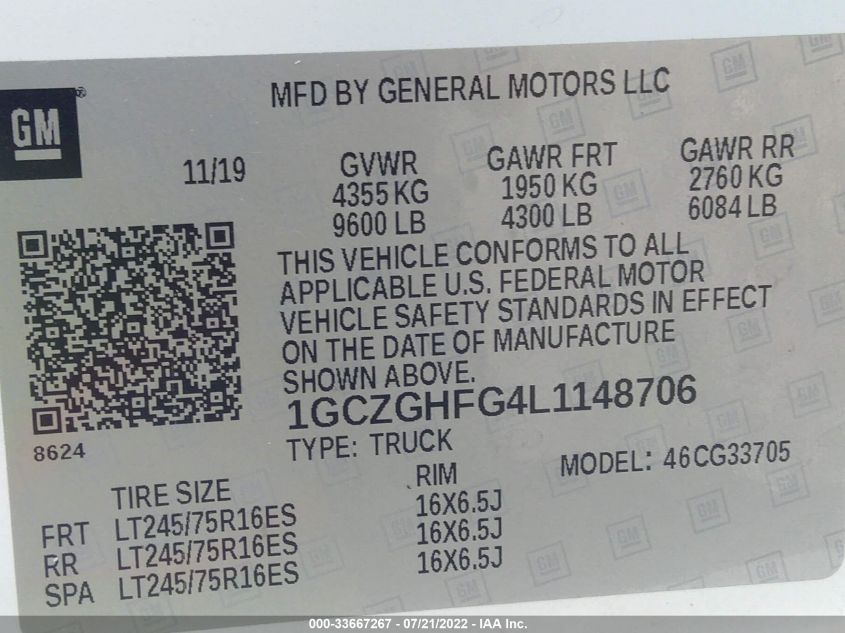 GM®
MFD BY GENERAL MOTORS LLC
11/19
GVWR GAWR FRT GAWR RR
4355 KG 1950 KG 2760 KG
9600 LB 4300 LB 6084 LB
THIS VEHICLE CONFORMS TO ALL
APPLICABLE U.S. FEDERAL MOTOR
VEHICLE SAFETY STANDARDS IN EFFECT
ON THE DATE OF MANUFACTURE
SHOWN ABOVE.
1GCZGHFG4L1148706
8624
TYPE: TRUCK MODEL: 46CG33705
TIRE SIZE RIM
FRT LT245/75R16ES 16X6.5J
RR LT245/75R16ES 16X6.5J
SPA LT245/75R16ES 16X6.5J
000-33667267 - 07/21/2022 - IAA Inc.